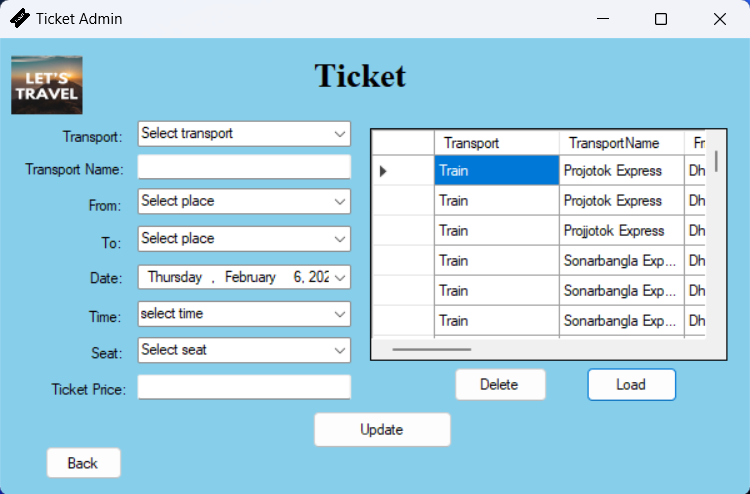 Ticket Admin
LET'S
TRAVEL
Ticket
Transport: Select transport
Transport Name:
From: Select place
To: Select place
Date: Thursday , February 6, 202
Time: select time
Seat: Select seat
Ticket Price:
Transport TransportName Fr
Train Projotok Express Dh
Train Projotok Express Dh
Train Projjotok Express Dh
Train Sonarbangla Exp... Dh
Train Sonarbangla Exp... Dh
Train Sonarbangla Exp... Dh
Delete Load
Update
Back